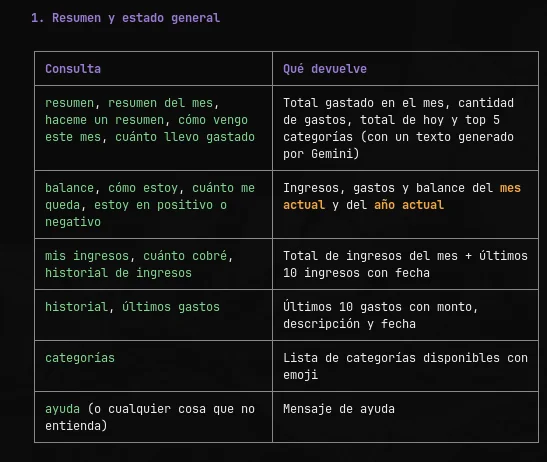 1. Resumen y estado general
Consulta
Qué devuelve
resumen, resumen del mes,
haceme un resumen, cómo vengo
este mes, cuánto llevo gastado
Total gastado en el mes, cantidad
de gastos, total de hoy y top 5
categorías (con un texto generado
por Gemini)
balance, cómo estoy, cuánto me
queda, estoy en positivo o
negativo
Ingresos, gastos y balance del mes
actual y del año actual
mis ingresos, cuánto cobré,
historial de ingresos
Total de ingresos del mes + últimos
10 ingresos con fecha
historial, últimos gastos
Últimos 10 gastos con monto,
descripción y fecha
categorías
Lista de categorías disponibles con
emoji
ayuda (o cualquier cosa que no
entienda)
Mensaje de ayuda